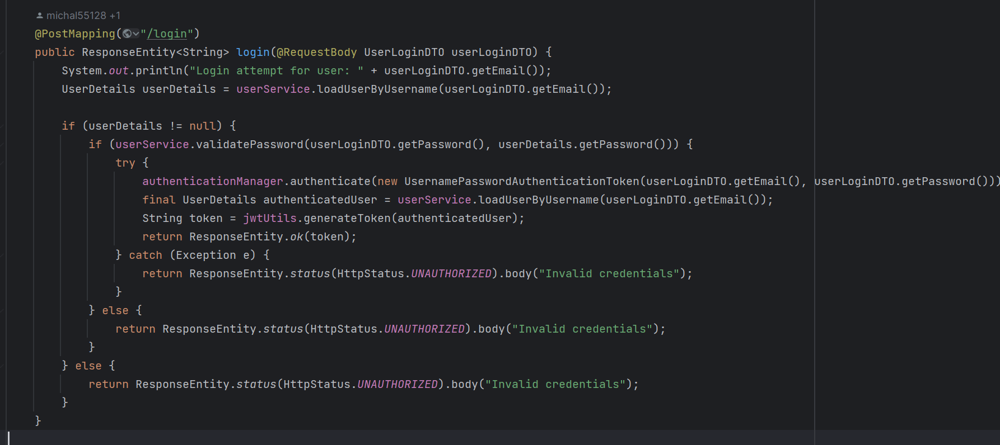 michal55128 +1
@PostMapping("/login")
public ResponseEntity<String> login(@RequestBody UserLoginDTO userLoginDTO) {
System.out.println("Login attempt for user: " + userLoginDTO.getEmail());
UserDetails userDetails = userService.loadUserByUsername(userLoginDTO.getEmail());
if (userDetails != null) {
if (userService.validatePassword(userLoginDTO.getPassword(), userDetails.getPassword())) {
try {
authenticationManager.authenticate(new UsernamePasswordAuthenticationToken(userLoginDTO.getEmail(), userLoginDTO.getPassword()))
final UserDetails authenticatedUser = userService.loadUserByUsername(userLoginDTO.getEmail());
String token = jwtUtils.generateToken(authenticatedUser);
return ResponseEntity.ok(token);
} catch (Exception e) {
return ResponseEntity.status(HttpStatus.UNAUTHORIZED).body("Invalid credentials");
}
} else {
return ResponseEntity.status(HttpStatus.UNAUTHORIZED).body("Invalid credentials");
}
} else {
return ResponseEntity.status(HttpStatus.UNAUTHORIZED).body("Invalid credentials");
}
}